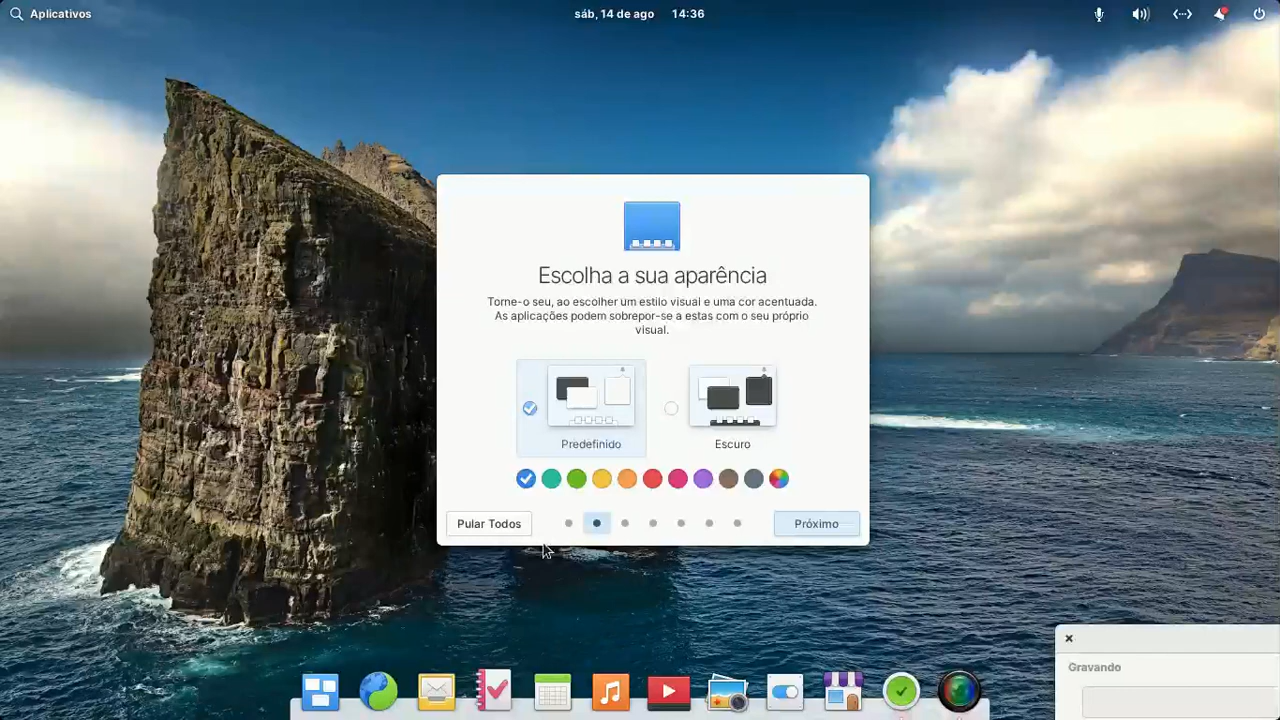 Aplicativos
sáb, 14 de ago 14:36
Escolha a sua aparência
Torne-o seu, ao escolher um estilo visual e uma cor acentuada.
As aplicações podem sobrepor-se a estas com o seu próprio
visual.
Predefinido
Escuro
Pular Todos
Próximo
Gravando